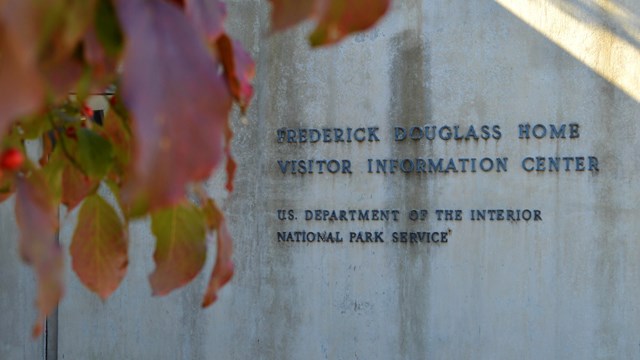 FREDERICK DOUGLASS HOME
VISITOR INFORMATION CENTER
U.S. DEPARTMENT OF THE INTERIOR
NATIONAL PARK SERVICE